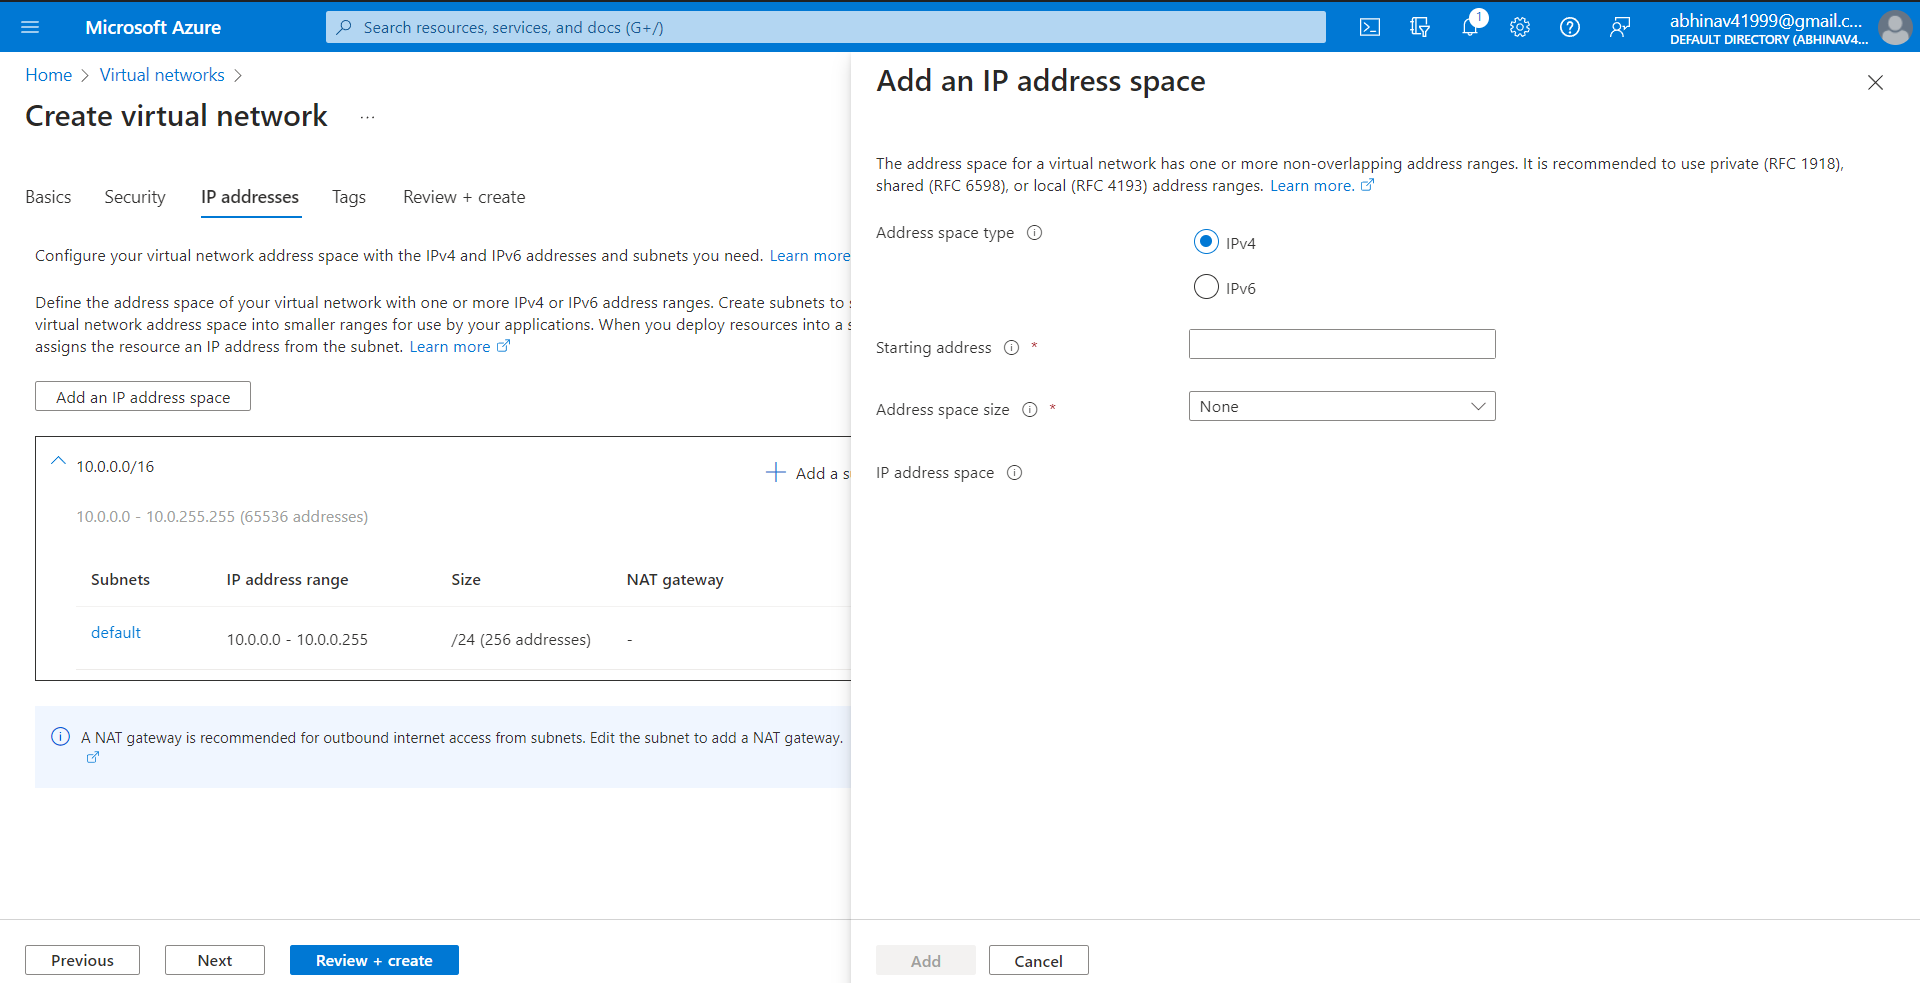 Microsoft Azure
Search resources, services, and docs (G+/)
1
abhinav41999@gmail.c...
DEFAULT DIRECTORY (ABHINAV4...
Home > Virtual networks >
Create virtual network ...
Basics Security IP addresses Tags Review + create
Configure your virtual network address space with the IPv4 and IPv6 addresses and subnets you need. Learn more
Define the address space of your virtual network with one or more IPv4 or IPv6 address ranges. Create subnets to
virtual network address space into smaller ranges for use by your applications. When you deploy resources into a
assigns the resource an IP address from the subnet. Learn more
Add an IP address space
10.0.0.0/16
Add a
10.0.0.0 - 10.0.255.255 (65536 addresses)
Subnets IP address range Size NAT gateway
default 10.0.0.0 - 10.0.0.255 /24 (256 addresses) -
A NAT gateway is recommended for outbound internet access from subnets. Edit the subnet to add a NAT gateway.
Previous Next Review + create
Add an IP address space
The address space for a virtual network has one or more non-overlapping address ranges. It is recommended to use private (RFC 1918),
shared (RFC 6598), or local (RFC 4193) address ranges. Learn more.
Address space type
IPv4
IPv6
Starting address *
Address space size * None
IP address space
Add Cancel